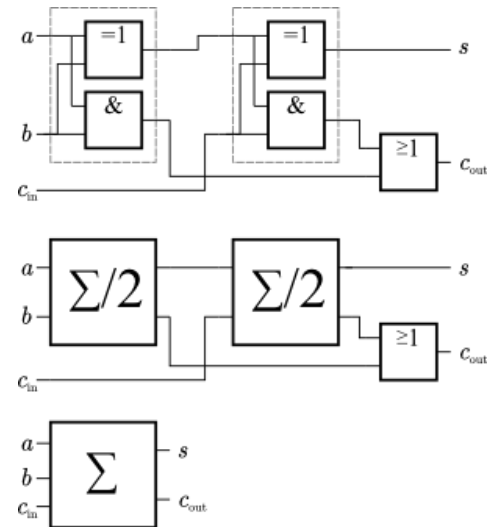 a =1 =1 s
b & & ≥1 c_out
c_in
a Σ/2 Σ/2 s
b ≥1 c_out
c_in
a s
b Σ
c_in c_out